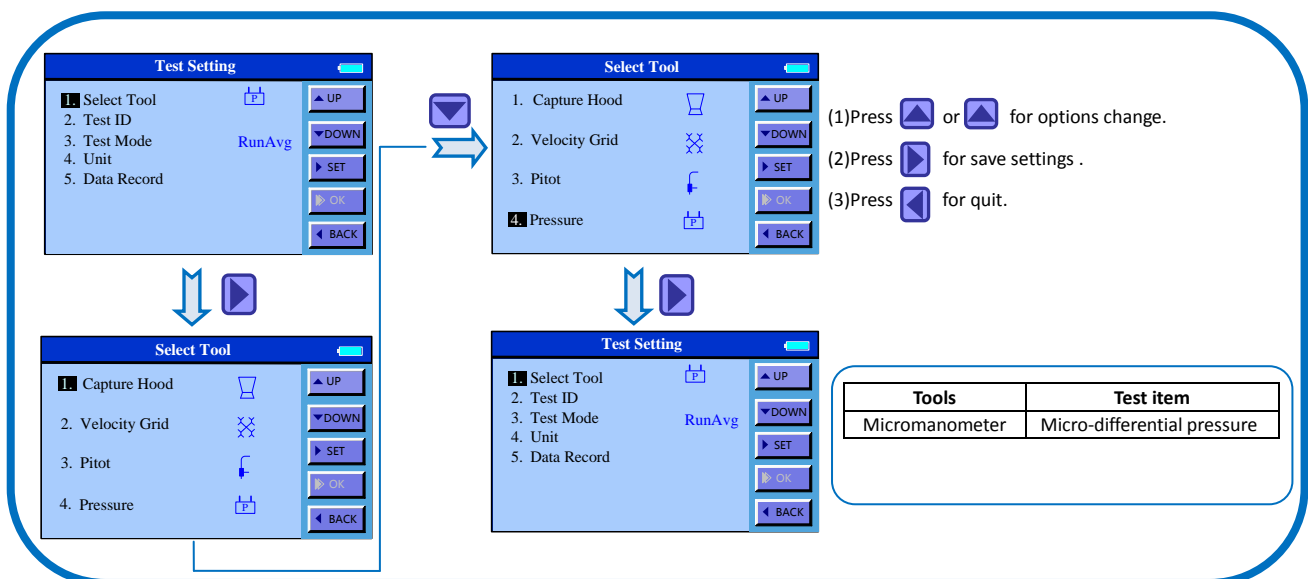 Test Setting
1. Select Tool P
2. Test ID
3. Test Mode RunAvg
4. Unit
5. Data Record
UP
DOWN
SET
OK
BACK
Select Tool
1. Capture Hood
2. Velocity Grid
3. Pitot
4. Pressure P
UP
DOWN
SET
OK
BACK
Select Tool
1. Capture Hood
2. Velocity Grid
3. Pitot
4. Pressure P
UP
DOWN
SET
OK
BACK
(1)Press or for options change.
(2)Press for save settings .
(3)Press for quit.
Test Setting
1. Select Tool P
2. Test ID
3. Test Mode RunAvg
4. Unit
5. Data Record
UP
DOWN
SET
OK
BACK
Tools Test item
Micromanometer Micro-differential pressure